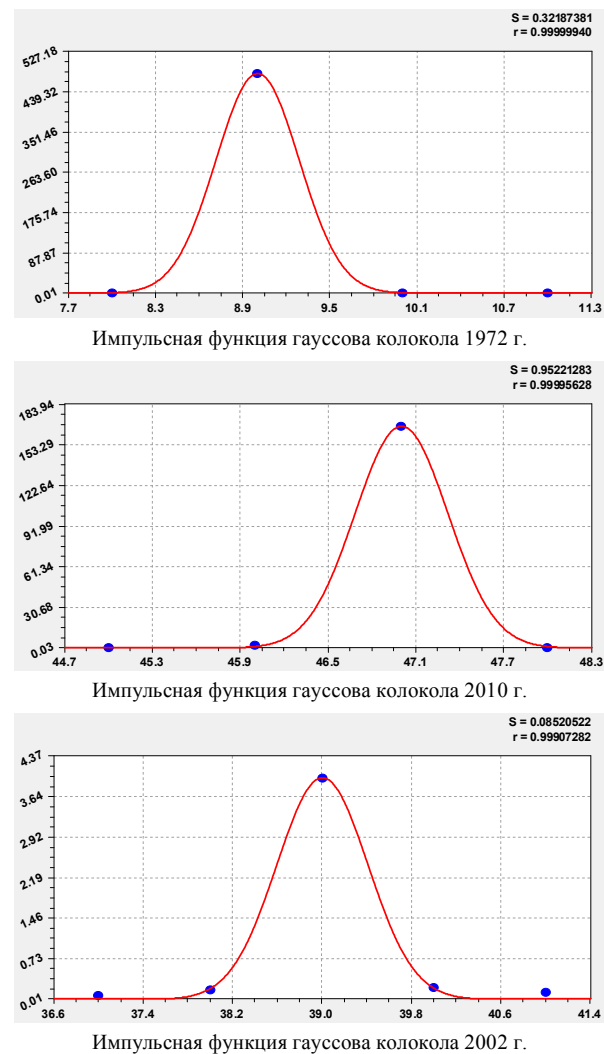 S = 0.32187381
r = 0.99999940
527.18
439.32
351.46
263.60
175.74
87.87
0.01
7.7 8.3 8.9 9.5 10.1 10.7 11.3
Импульсная функция гауссова колокола 1972 г.
S = 0.95221283
r = 0.99995628
183.94
153.29
122.64
91.99
61.34
30.68
0.03
44.7 45.3 45.9 46.5 47.1 47.7 48.3
Импульсная функция гауссова колокола 2010 г.
S = 0.08520522
r = 0.99907282
4.37
3.64
2.92
2.19
1.46
0.73
0.01
36.6 37.4 38.2 39.0 39.8 40.6 41.4
Импульсная функция гауссова колокола 2002 г.